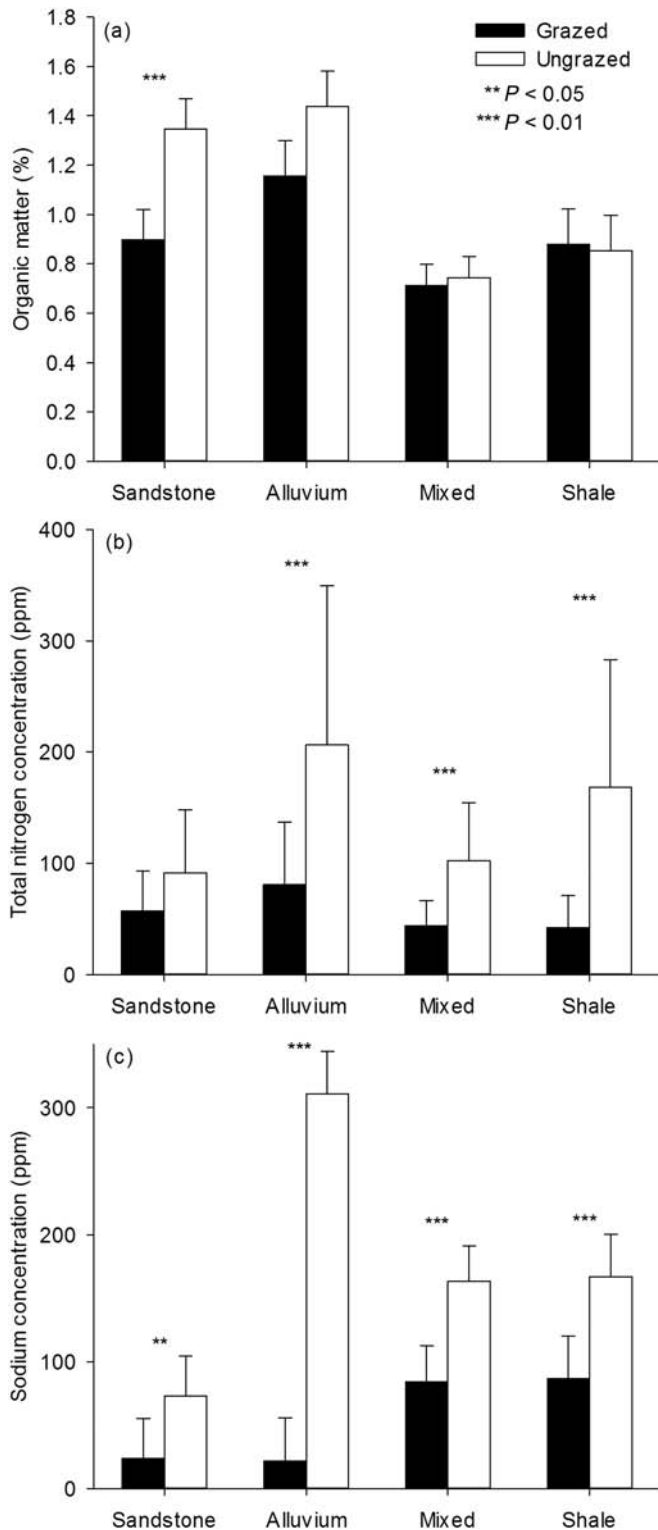 (a)
Grazed
Ungrazed
** P < 0.05
*** P < 0.01
***
Organic matter (%)
1.8
1.6
1.4
1.2
1.0
0.8
0.6
0.4
0.2
0.0
Sandstone Alluvium Mixed Shale
(b)
*** *** ***
Total nitrogen concentration (ppm)
400
300
200
100
0
Sandstone Alluvium Mixed Shale
(c)
** *** *** ***
Sodium concentration (ppm)
300
200
100
0
Sandstone Alluvium Mixed Shale